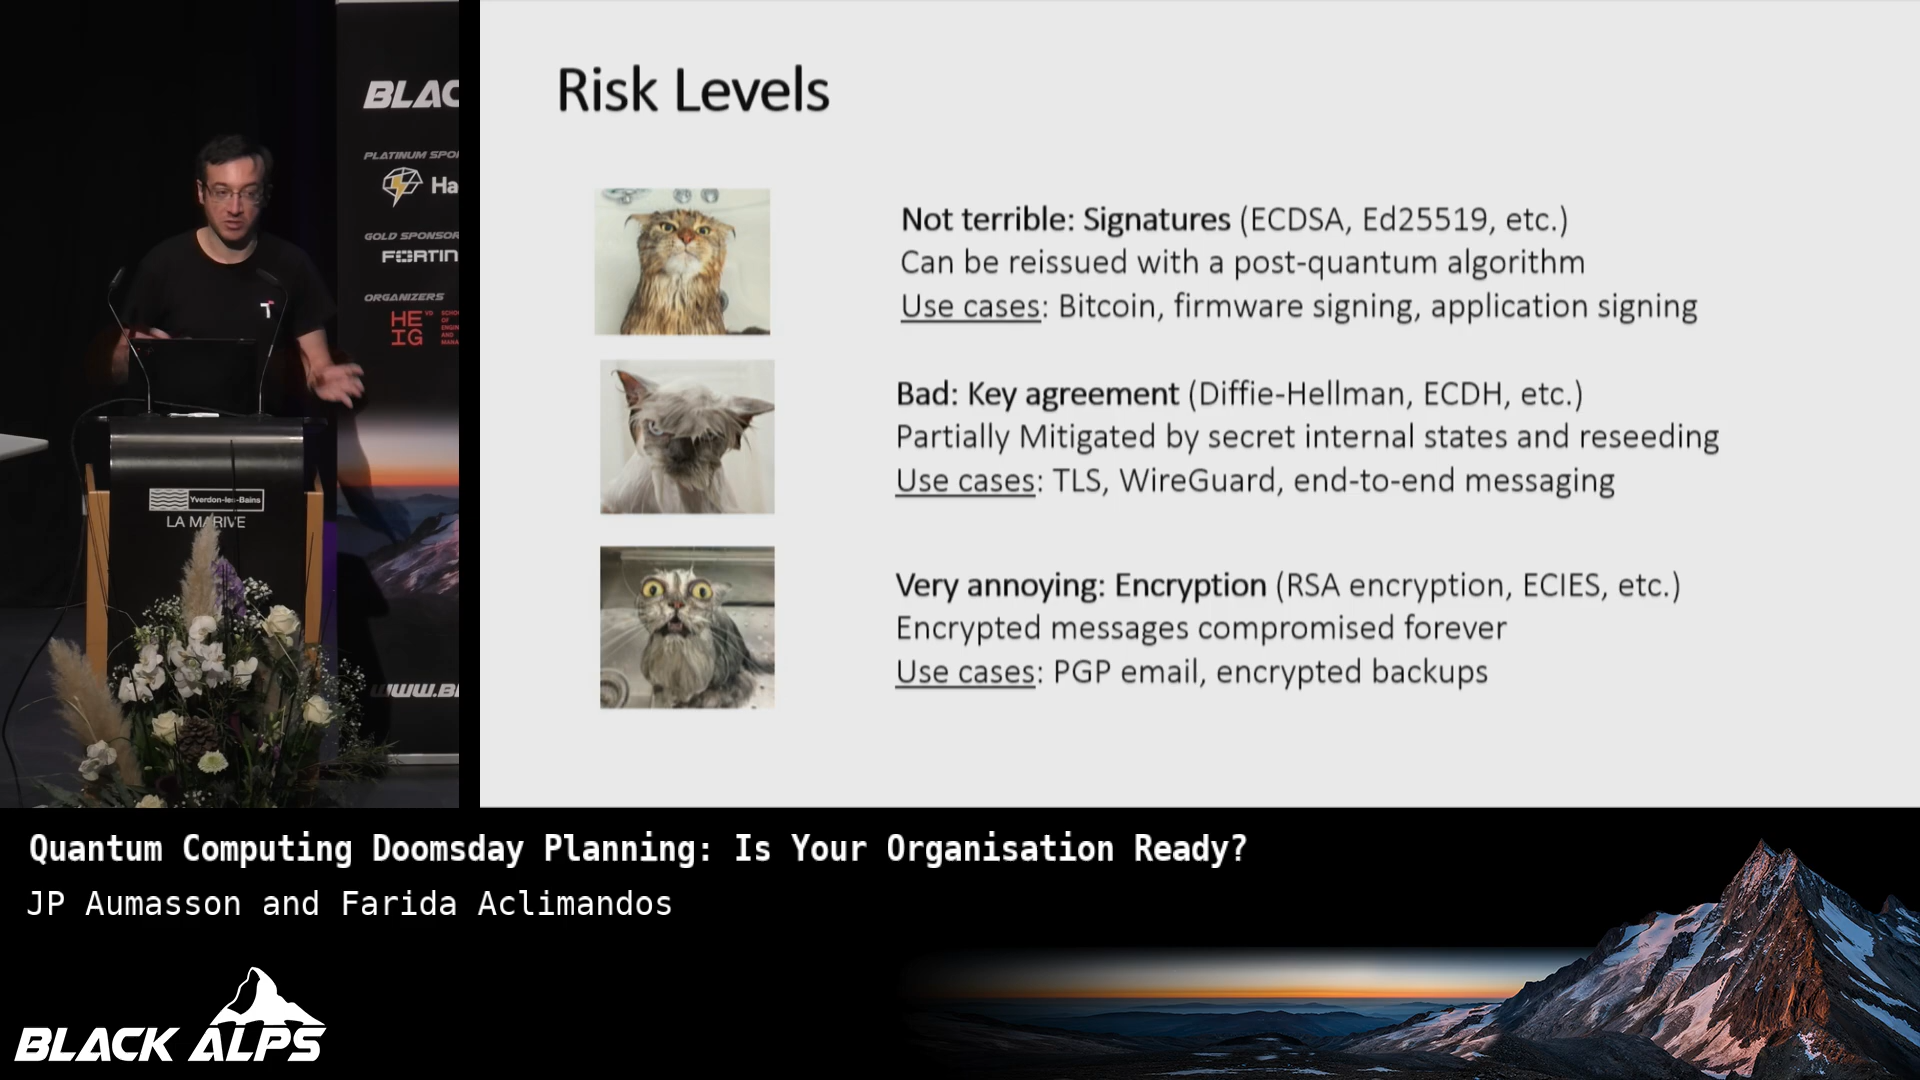 BLAC
PLATINUM SPO
Ha
GOLD SPONSOR
ORGANIZERS
HE VD
IG
Yverdon-les-Bains
LA MARIVE
WWW.B
Risk Levels
Not terrible: Signatures (ECDSA, Ed25519, etc.)
Can be reissued with a post-quantum algorithm
Use cases: Bitcoin, firmware signing, application signing
Bad: Key agreement (Diffie-Hellman, ECDH, etc.)
Partially Mitigated by secret internal states and reseeding
Use cases: TLS, WireGuard, end-to-end messaging
Very annoying: Encryption (RSA encryption, ECIES, etc.)
Encrypted messages compromised forever
Use cases: PGP email, encrypted backups
Quantum Computing Doomsday Planning: Is Your Organisation Ready?
JP Aumasson and Farida Aclimandos
BLACK ALPS